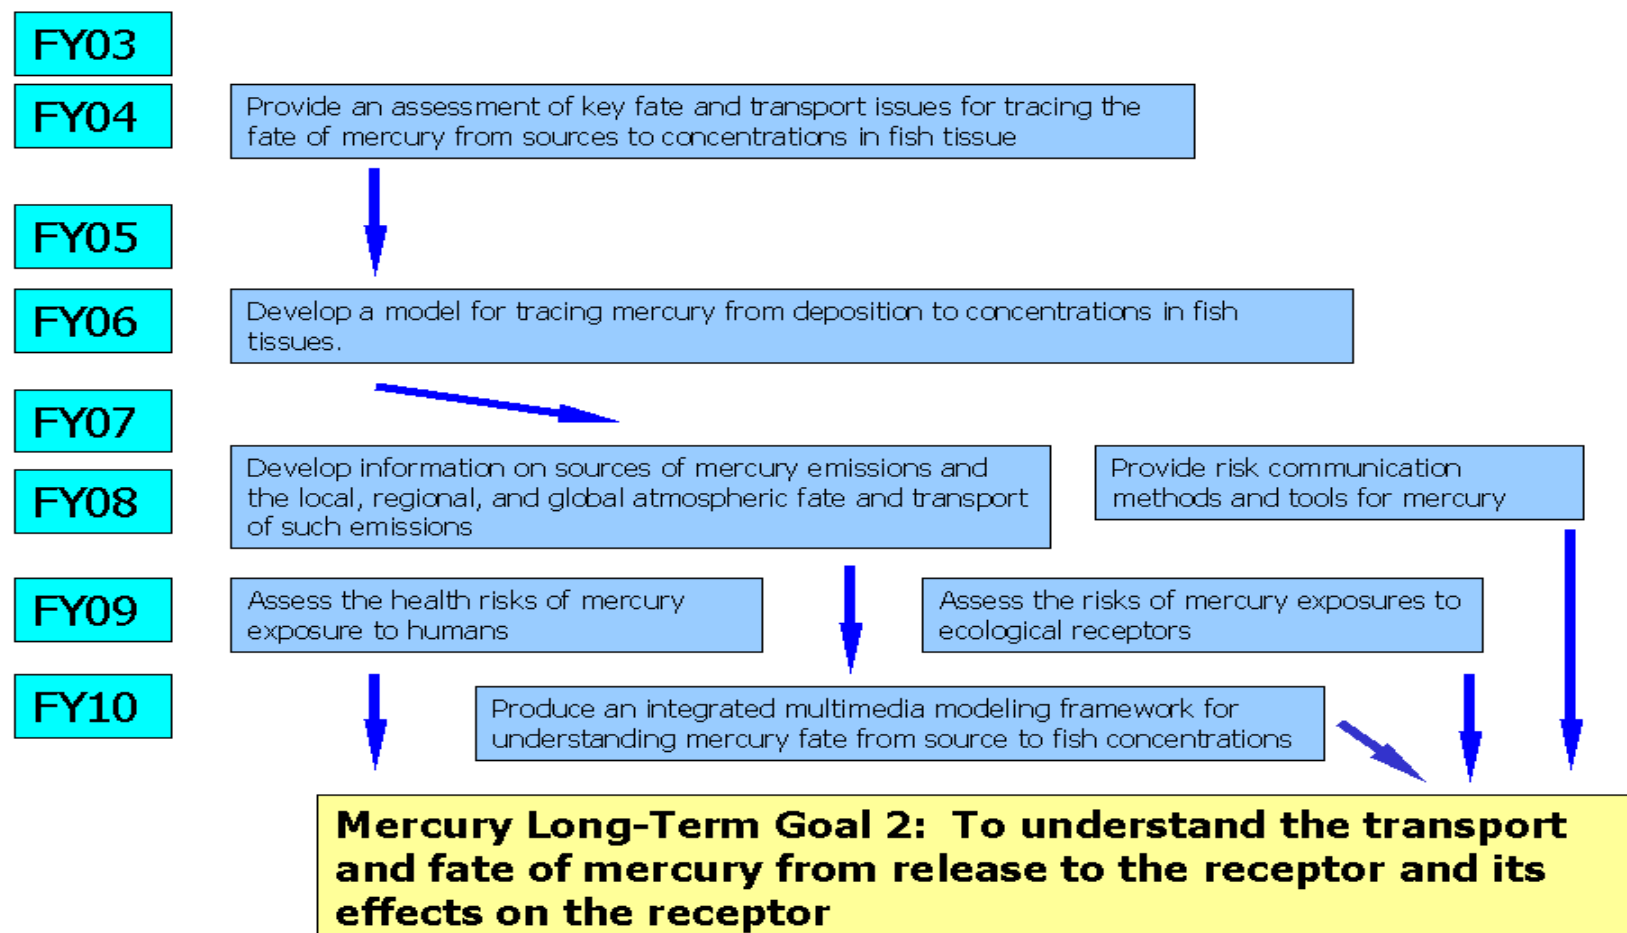 FY03
FY04
Provide an assessment of key fate and transport issues for tracing the
fate of mercury from sources to concentrations in fish tissue
FY05
FY06
Develop a model for tracing mercury from deposition to concentrations in fish
tissues.
FY07
FY08
Develop information on sources of mercury emissions and
the local, regional, and global atmospheric fate and transport
of such emissions
Provide risk communication
methods and tools for mercury
FY09
Assess the health risks of mercury
exposure to humans
Assess the risks of mercury exposures to
ecological receptors
FY10
Produce an integrated multimedia modeling framework for
understanding mercury fate from source to fish concentrations
Mercury Long-Term Goal 2:  To understand the transport
and fate of mercury from release to the receptor and its
effects on the receptor